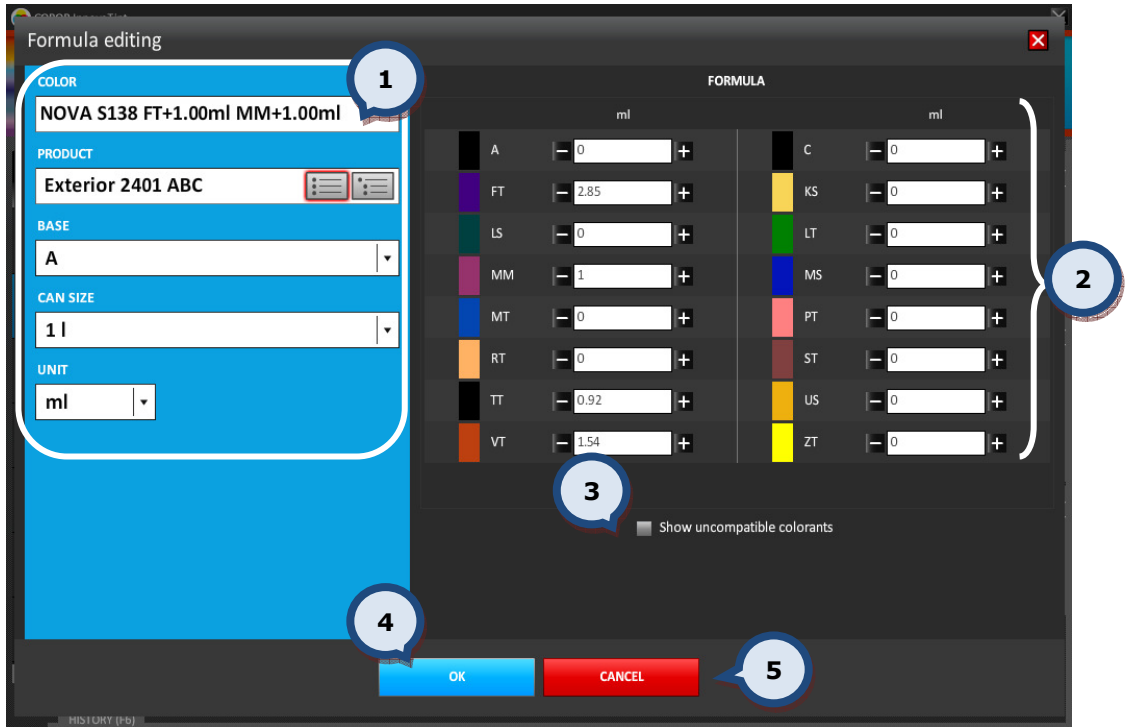 Formula editing
COLOR
1
NOVA S138 FT+1.00ml MM+1.00ml
PRODUCT
Exterior 2401 ABC
BASE
A
CAN SIZE
1 l
UNIT
ml
FORMULA
ml ml
A 0 C 0
FT 2.85 KS 0
LS 0 LT 0
MM 1 MS 0
2
MT 0 PT 0
RT 0 ST 0
TT 0.92 US 0
VT 1.54 ZT 0
3
Show uncompatible colorants
4
OK CANCEL
5
HISTORY (F6)